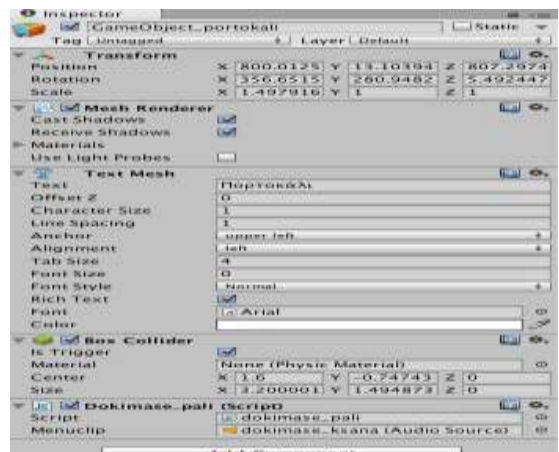 Inspector
GameObject_portokali Static
Tag Untagged Layer Default
Transform
Position X 800.0125 Y 13.10394 Z 807.2974
Rotation X 356.6515 Y 280.9482 Z 5.492447
Scale X 1.497916 Y 1 Z 1
Mesh Renderer
Cast Shadows
Receive Shadows
Materials
Use Light Probes
Text Mesh
Text Πορτοκάλι
Offset Z 0
Character Size 1
Line Spacing 1
Anchor upper left
Alignment left
Tab Size 4
Font Size 0
Font Style Normal
Rich Text
Font Arial
Color
Box Collider
Is Trigger
Material None (Physic Material)
Center X 1.6 Y -0.74743 Z 0
Size X 3.200001 Y 1.494873 Z 0
Dokimase_pali (Script)
Script dokimase_pali
Menuclip dokimase_ksana (Audio Source)